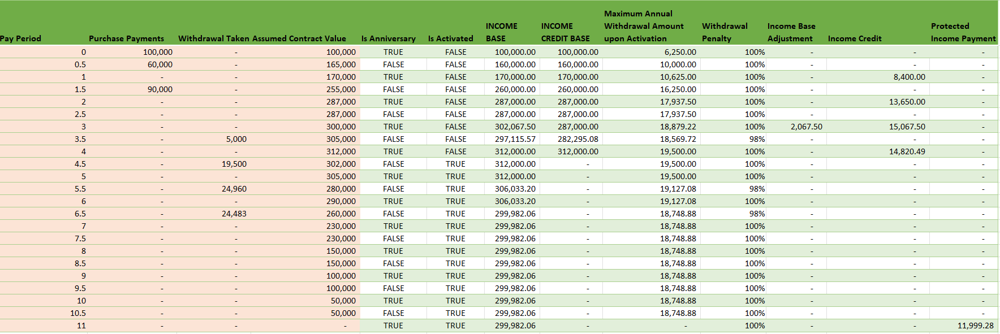 Maximum Annual
INCOME INCOME Withdrawal Amount Withdrawal Income Base Protected
Pay Period Purchase Payments Withdrawal Taken Assumed Contract Value Is Anniversary Is Activated BASE CREDIT BASE upon Activation Penalty Adjustment Income Credit Income Payment
0 100,000 - 100,000 TRUE FALSE 100,000.00 100,000.00 6,250.00 100% - - -
0.5 60,000 - 165,000 FALSE FALSE 160,000.00 160,000.00 10,000.00 100% - - -
1 - - 170,000 TRUE FALSE 170,000.00 170,000.00 10,625.00 100% - 8,400.00 -
1.5 90,000 - 255,000 FALSE FALSE 260,000.00 260,000.00 16,250.00 100% - - -
2 - - 287,000 TRUE FALSE 287,000.00 287,000.00 17,937.50 100% - 13,650.00 -
2.5 - - 287,000 FALSE FALSE 287,000.00 287,000.00 17,937.50 100% - - -
3 - - 300,000 TRUE FALSE 302,067.50 287,000.00 18,879.22 100% 2,067.50 15,067.50 -
3.5 - 5,000 305,000 FALSE FALSE 297,115.57 282,295.08 18,569.72 98% - - -
4 - - 312,000 TRUE FALSE 312,000.00 312,000.00 19,500.00 100% - 14,820.49 -
4.5 - 19,500 302,000 FALSE TRUE 312,000.00 - 19,500.00 100% - - -
5 - - 305,000 TRUE TRUE 312,000.00 - 19,500.00 100% - - -
5.5 - 24,960 280,000 FALSE TRUE 306,033.20 - 19,127.08 98% - - -
6 - - 290,000 TRUE TRUE 306,033.20 - 19,127.08 100% - - -
6.5 - 24,483 260,000 FALSE TRUE 299,982.06 - 18,748.88 98% - - -
7 - - 230,000 TRUE TRUE 299,982.06 - 18,748.88 100% - - -
7.5 - - 230,000 FALSE TRUE 299,982.06 - 18,748.88 100% - - -
8 - - 150,000 TRUE TRUE 299,982.06 - 18,748.88 100% - - -
8.5 - - 150,000 FALSE TRUE 299,982.06 - 18,748.88 100% - - -
9 - - 100,000 TRUE TRUE 299,982.06 - 18,748.88 100% - - -
9.5 - - 100,000 FALSE TRUE 299,982.06 - 18,748.88 100% - - -
10 - - 50,000 TRUE TRUE 299,982.06 - 18,748.88 100% - - -
10.5 - - 50,000 FALSE TRUE 299,982.06 - 18,748.88 100% - - -
11 - - - TRUE TRUE 299,982.06 - - 100% - - 11,999.28